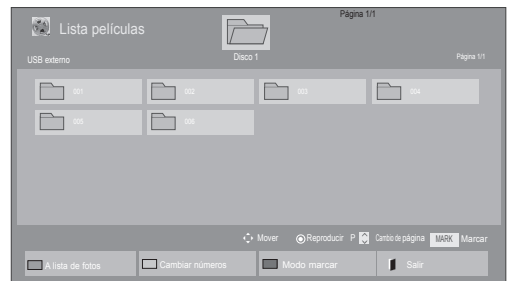 Página 1/1
Lista películas
USB externo
Disco 1
Página 1/1
001
002
003
004
005
006
Mover
Reproducir
P
Cambio de página
MARK
Marcar
A lista de fotos
Cambiar números
Modo marcar
Salir